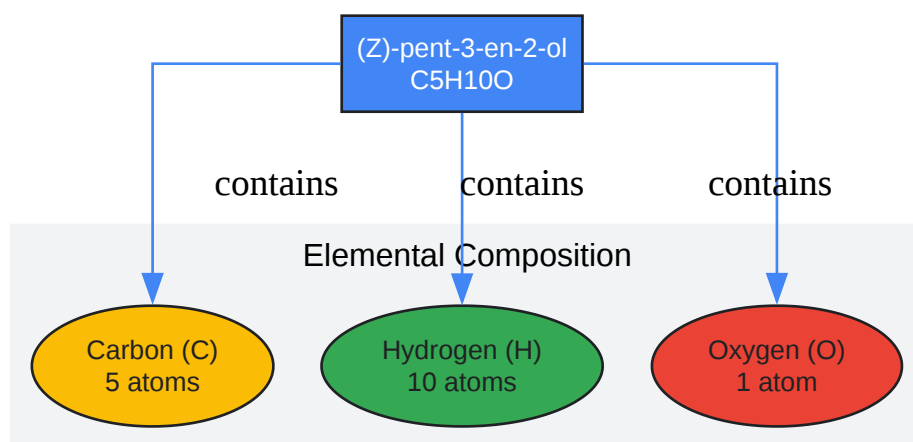 (Z)-pent-3-en-2-ol
C5H10O
contains
contains
contains
Elemental Composition
Carbon (C)
5 atoms
Hydrogen (H)
10 atoms
Oxygen (O)
1 atom